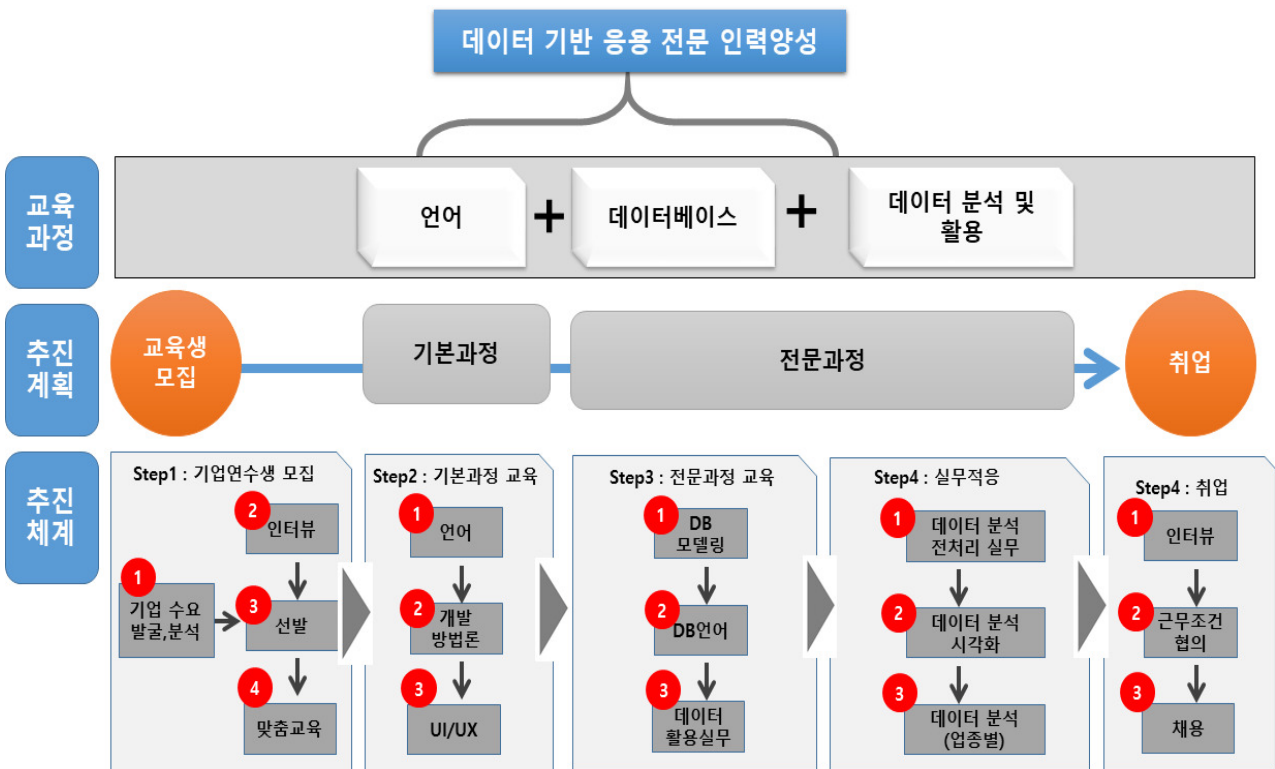 데이터 기반 응용 전문 인력양성
교육
과정
언어
+
데이터베이스
+
데이터 분석 및
활용
추진
계획
교육생
모집
기본과정
전문과정
취업
추진
체계
Step1 : 기업연수생 모집
1
기업 수요
발굴,분석
2
인터뷰
3
선발
4
맞춤교육
Step2 : 기본과정 교육
1
언어
2
개발
방법론
3
UI/UX
Step3 : 전문과정 교육
1
DB
모델링
2
DB언어
3
데이터
활용실무
Step4 : 실무적응
1
데이터 분석
전처리 실무
2
데이터 분석
시각화
3
데이터 분석
(업종별)
Step4 : 취업
1
인터뷰
2
근무조건
협의
3
채용